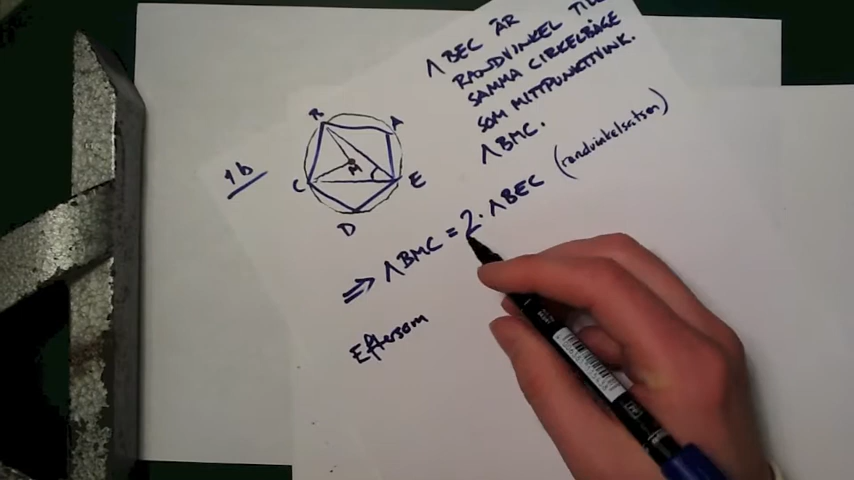 1b
B
A
M
C
E
D
∧BEC ÄR
RANDVINKEL TILL
SAMMA CIRKELBÅGE
SOM MITTPUNKTSVINK.
∧BMC.
⇒ ∧BMC = 2 · ∧BEC (randvinkelsatsen)
Eftersom